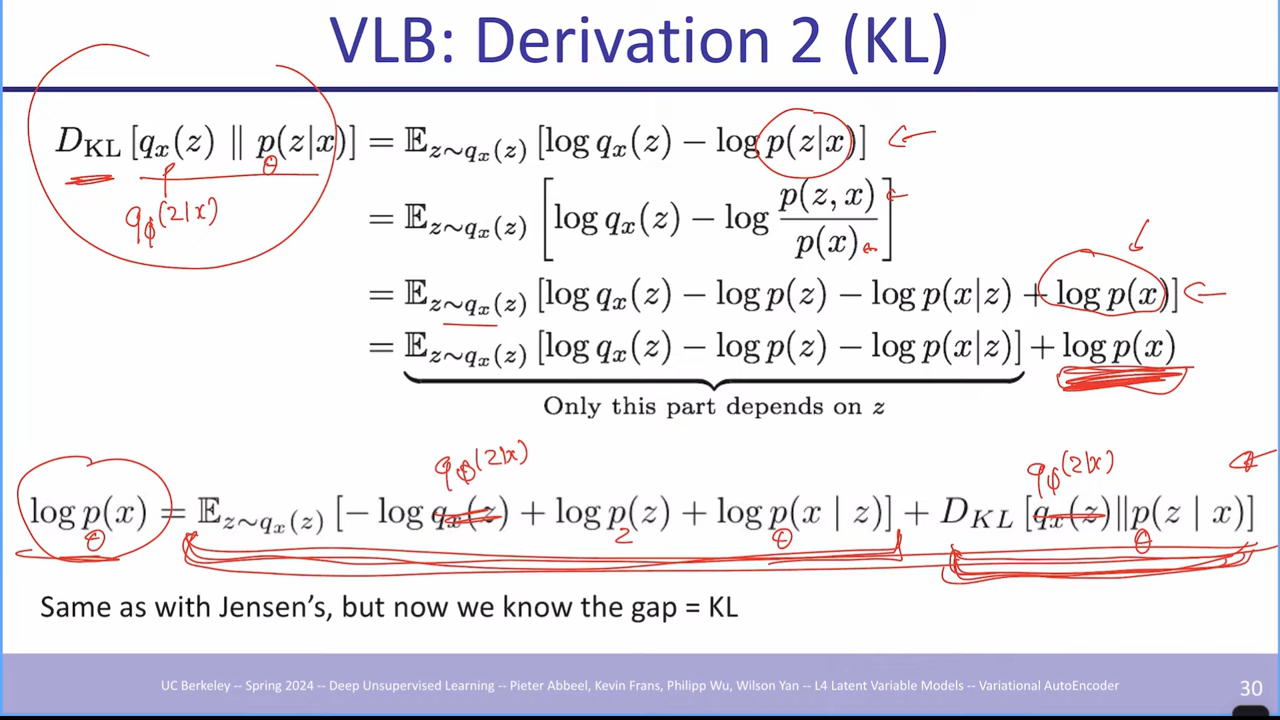 VLB: Derivation 2 (KL)
D_KL [q_x(z) ∥ p(z|x)] = 𝔼_{z∼q_x(z)} [log q_x(z) − log p(z|x)]
θ
q_φ(z|x)
= 𝔼_{z∼q_x(z)} [log q_x(z) − log p(z, x) / p(x)]
= 𝔼_{z∼q_x(z)} [log q_x(z) − log p(z) − log p(x|z) + log p(x)]
= 𝔼_{z∼q_x(z)} [log q_x(z) − log p(z) − log p(x|z)] + log p(x)
Only this part depends on z
q_φ(z|x) q_φ(z|x)
log p(x) = 𝔼_{z∼q_x(z)} [− log q_x(z) + log p(z) + log p(x | z)] + D_KL [q_x(z)∥p(z | x)]
θ z θ θ
Same as with Jensen's, but now we know the gap = KL
UC Berkeley -- Spring 2024 -- Deep Unsupervised Learning -- Pieter Abbeel, Kevin Frans, Philipp Wu, Wilson Yan -- L4 Latent Variable Models -- Variational AutoEncoder
30